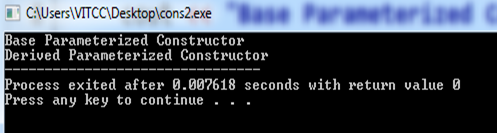 C:\Users\VITCC\Desktop\cons2.exe
Base Parameterized Constructor
Derived Parameterized Constructor
--------------------------------
Process exited after 0.007618 seconds with return value 0
Press any key to continue . . .